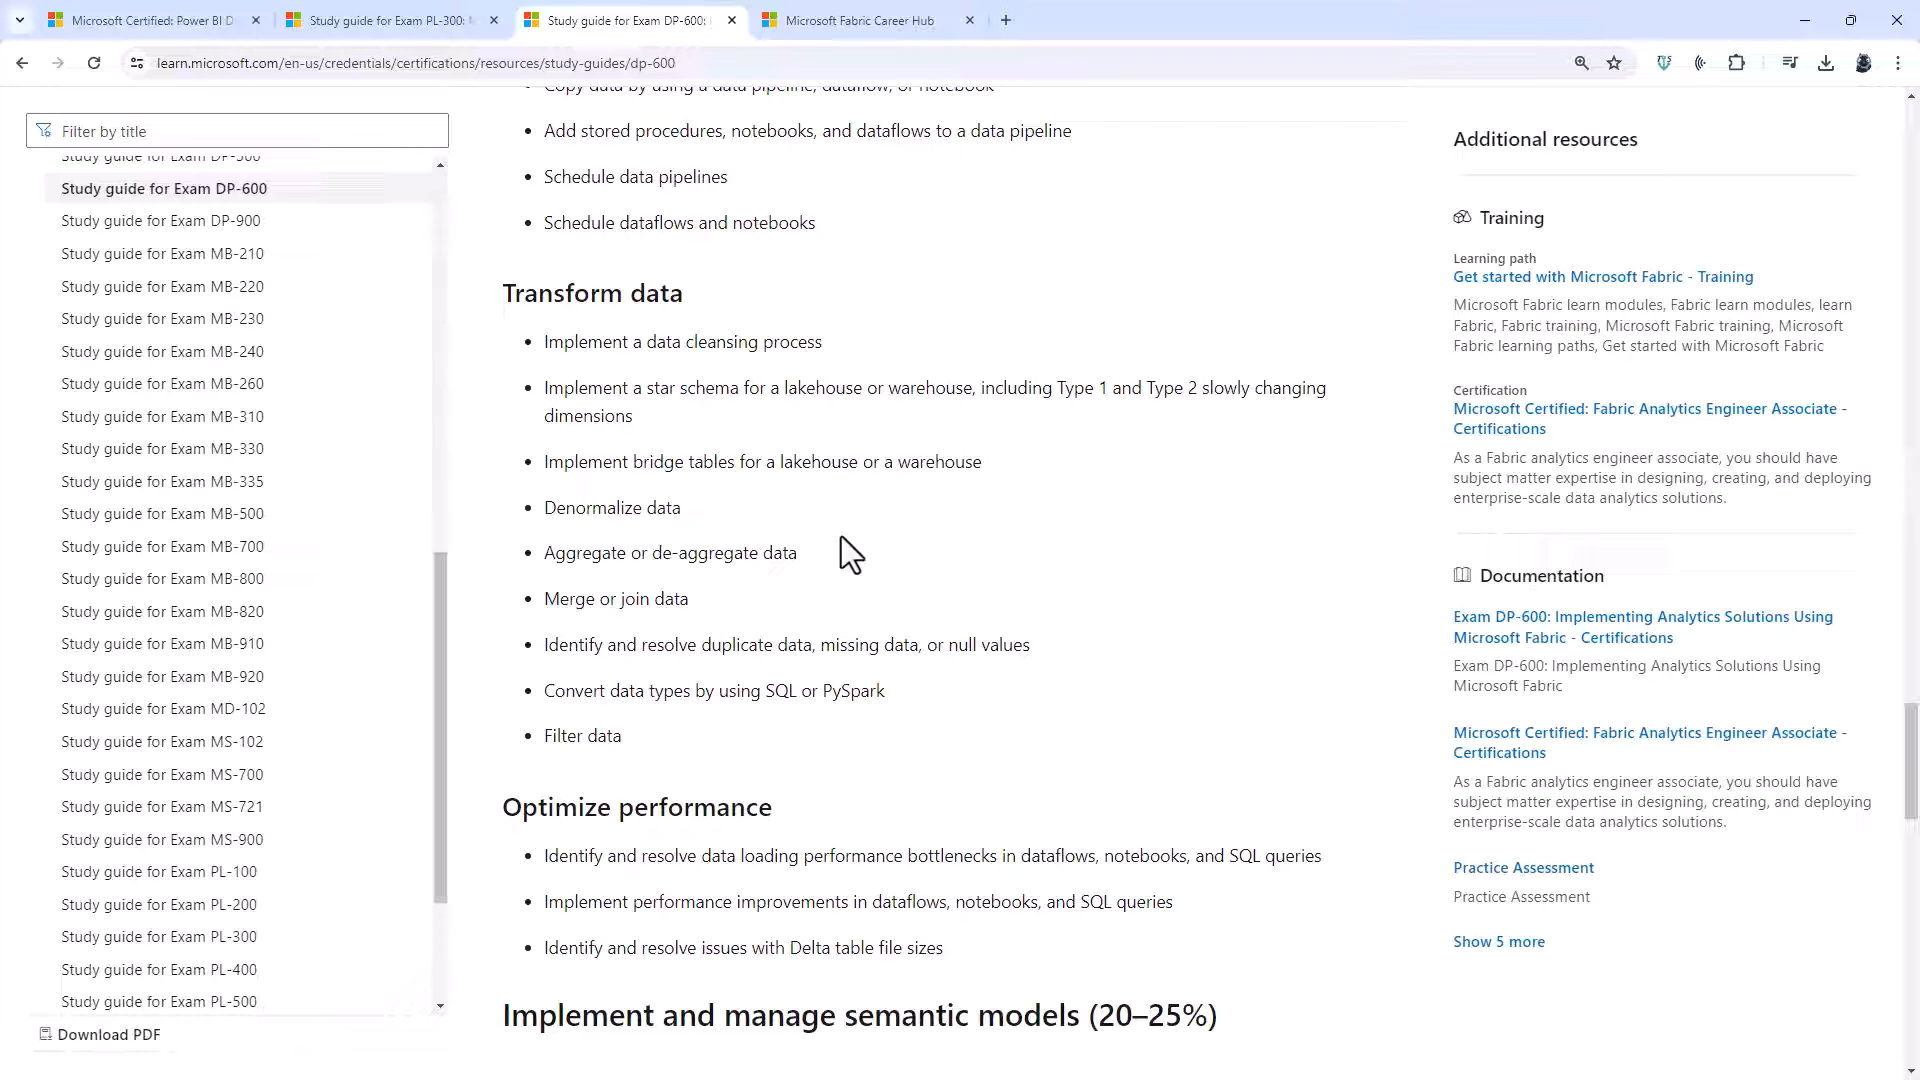 Microsoft Certified: Power BI D
Study guide for Exam PL-300:
Study guide for Exam DP-600:
Microsoft Fabric Career Hub
learn.microsoft.com/en-us/credentials/certifications/resources/study-guides/dp-600
Filter by title
Study guide for Exam DP-500
Study guide for Exam DP-600
Study guide for Exam DP-900
Study guide for Exam MB-210
Study guide for Exam MB-220
Study guide for Exam MB-230
Study guide for Exam MB-240
Study guide for Exam MB-260
Study guide for Exam MB-310
Study guide for Exam MB-330
Study guide for Exam MB-335
Study guide for Exam MB-500
Study guide for Exam MB-700
Study guide for Exam MB-800
Study guide for Exam MB-820
Study guide for Exam MB-910
Study guide for Exam MB-920
Study guide for Exam MD-102
Study guide for Exam MS-102
Study guide for Exam MS-700
Study guide for Exam MS-721
Study guide for Exam MS-900
Study guide for Exam PL-100
Study guide for Exam PL-200
Study guide for Exam PL-300
Study guide for Exam PL-400
Study guide for Exam PL-500
Download PDF
Copy data by using a data pipeline, dataflow, or notebook
Add stored procedures, notebooks, and dataflows to a data pipeline
Schedule data pipelines
Schedule dataflows and notebooks
Transform data
Implement a data cleansing process
Implement a star schema for a lakehouse or warehouse, including Type 1 and Type 2 slowly changing
dimensions
Implement bridge tables for a lakehouse or a warehouse
Denormalize data
Aggregate or de-aggregate data
Merge or join data
Identify and resolve duplicate data, missing data, or null values
Convert data types by using SQL or PySpark
Filter data
Optimize performance
Identify and resolve data loading performance bottlenecks in dataflows, notebooks, and SQL queries
Implement performance improvements in dataflows, notebooks, and SQL queries
Identify and resolve issues with Delta table file sizes
Implement and manage semantic models (20–25%)
Additional resources
Training
Learning path
Get started with Microsoft Fabric - Training
Microsoft Fabric learn modules, Fabric learn modules, learn
Fabric, Fabric training, Microsoft Fabric training, Microsoft
Fabric learning paths, Get started with Microsoft Fabric
Certification
Microsoft Certified: Fabric Analytics Engineer Associate -
Certifications
As a Fabric analytics engineer associate, you should have
subject matter expertise in designing, creating, and deploying
enterprise-scale data analytics solutions.
Documentation
Exam DP-600: Implementing Analytics Solutions Using
Microsoft Fabric - Certifications
Exam DP-600: Implementing Analytics Solutions Using
Microsoft Fabric
Microsoft Certified: Fabric Analytics Engineer Associate -
Certifications
As a Fabric analytics engineer associate, you should have
subject matter expertise in designing, creating, and deploying
enterprise-scale data analytics solutions.
Practice Assessment
Practice Assessment
Show 5 more